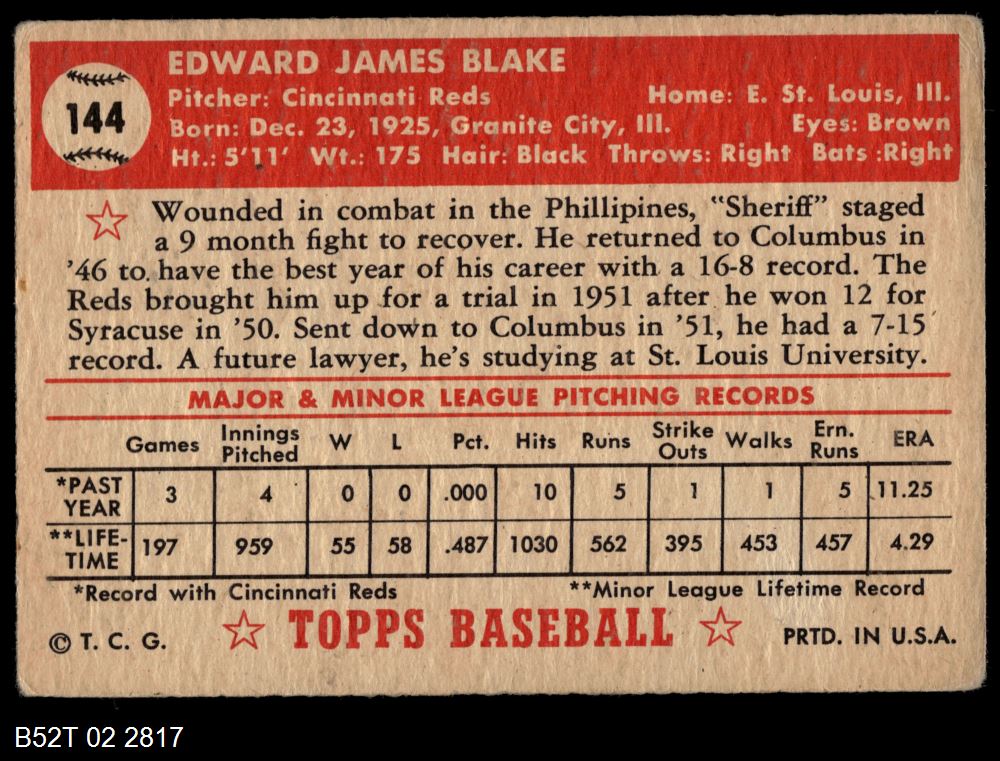 144
EDWARD JAMES BLAKE
Pitcher: Cincinnati Reds Home: E. St. Louis, Ill.
Born: Dec. 23, 1925, Granite City, Ill. Eyes: Brown
Ht.: 5'11' Wt.: 175 Hair: Black Throws: Right Bats :Right
Wounded in combat in the Phillipines, "Sheriff" staged
a 9 month fight to recover. He returned to Columbus in
'46 to have the best year of his career with a 16-8 record. The
Reds brought him up for a trial in 1951 after he won 12 for
Syracuse in '50. Sent down to Columbus in '51, he had a 7-15
record. A future lawyer, he's studying at St. Louis University.
MAJOR & MINOR LEAGUE PITCHING RECORDS
Games Innings Pitched W L Pct. Hits Runs Strike Outs Walks Ern. Runs ERA
*PAST YEAR 3 4 0 0 .000 10 5 1 1 5 11.25
**LIFE-TIME 197 959 55 58 .487 1030 562 395 453 457 4.29
*Record with Cincinnati Reds **Minor League Lifetime Record
© T. C. G. TOPPS BASEBALL PRTD. IN U.S.A.
B52T 02 2817